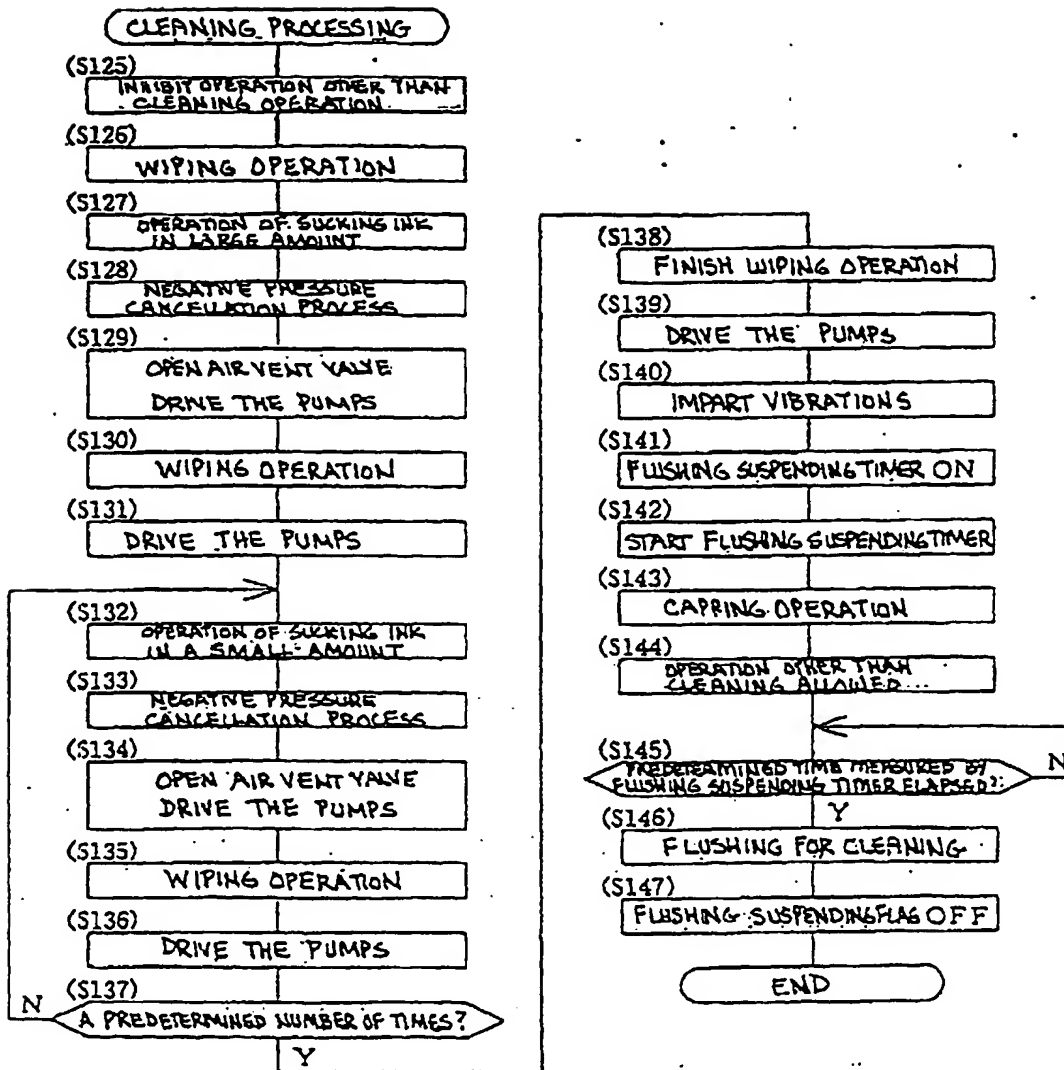 CLEANING PROCESSING
(S125)
INHIBIT OPERATION OTHER THAN
CLEANING OPERATION
(S126)
WIPING OPERATION
(S127)
OPERATION OF SUCKING INK
IN LARGE AMOUNT
(S128)
NEGATIVE PRESSURE
CANCELLATION PROCESS
(S129)
OPEN AIR VENT VALVE
DRIVE THE PUMPS
(S130)
WIPING OPERATION
(S131)
DRIVE THE PUMPS
(S132)
OPERATION OF SUCKING INK
IN A SMALL AMOUNT
(S133)
NEGATIVE PRESSURE
CANCELLATION PROCESS
(S134)
OPEN AIR VENT VALVE
DRIVE THE PUMPS
(S135)
WIPING OPERATION
(S136)
DRIVE THE PUMPS
(S137)
N
A PREDETERMINED NUMBER OF TIMES?
Y
(S138)
FINISH WIPING OPERATION
(S139)
DRIVE THE PUMPS
(S140)
IMPART VIBRATIONS
(S141)
FLUSHING SUSPENDING TIMER ON
(S142)
START FLUSHING SUSPENDING TIMER
(S143)
CAPPING OPERATION
(S144)
OPERATION OTHER THAN
CLEANING ALLOWED
(S145)
PREDETERMINED TIME MEASURED BY
FLUSHING SUSPENDING TIMER ELAPSED?
N
Y
(S146)
FLUSHING FOR CLEANING
(S147)
FLUSHING SUSPENDING FLAG OFF
END